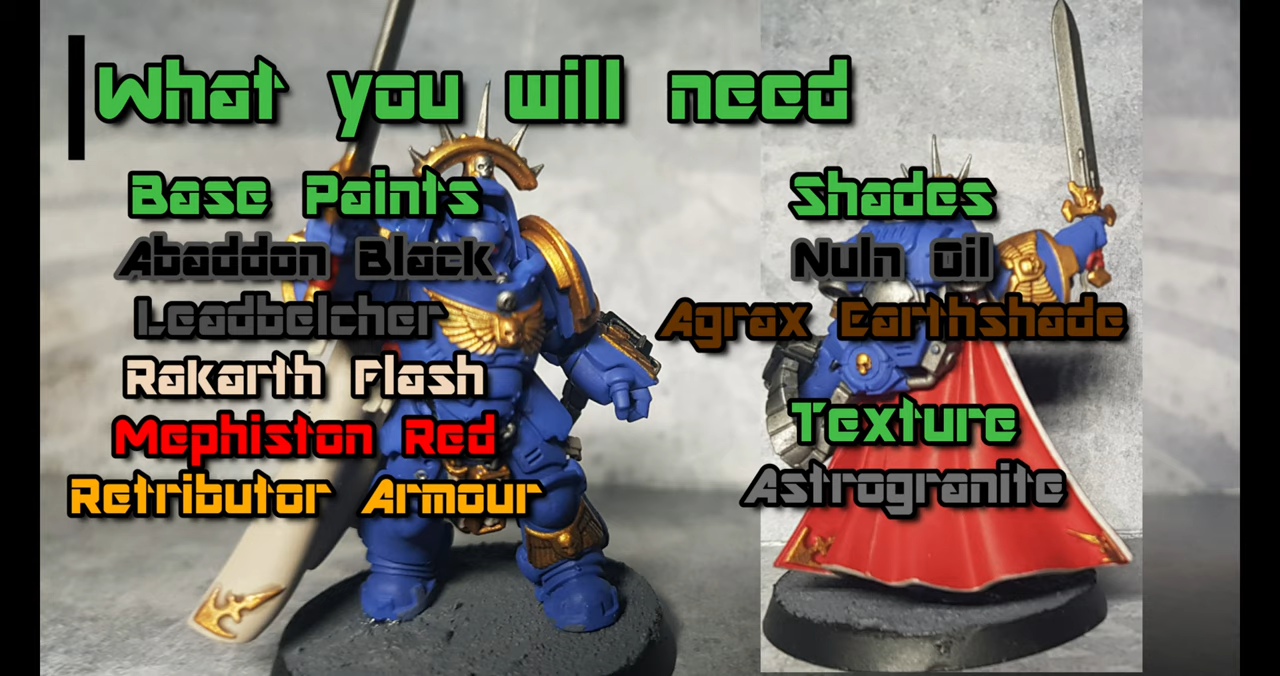 What you will need
Base Paints
Abaddon Black
Leadbelcher
Rakarth Flash
Mephiston Red
Retributor Armour
Shades
Nuln Oil
Agrax Earthshade
Texture
Astrogranite